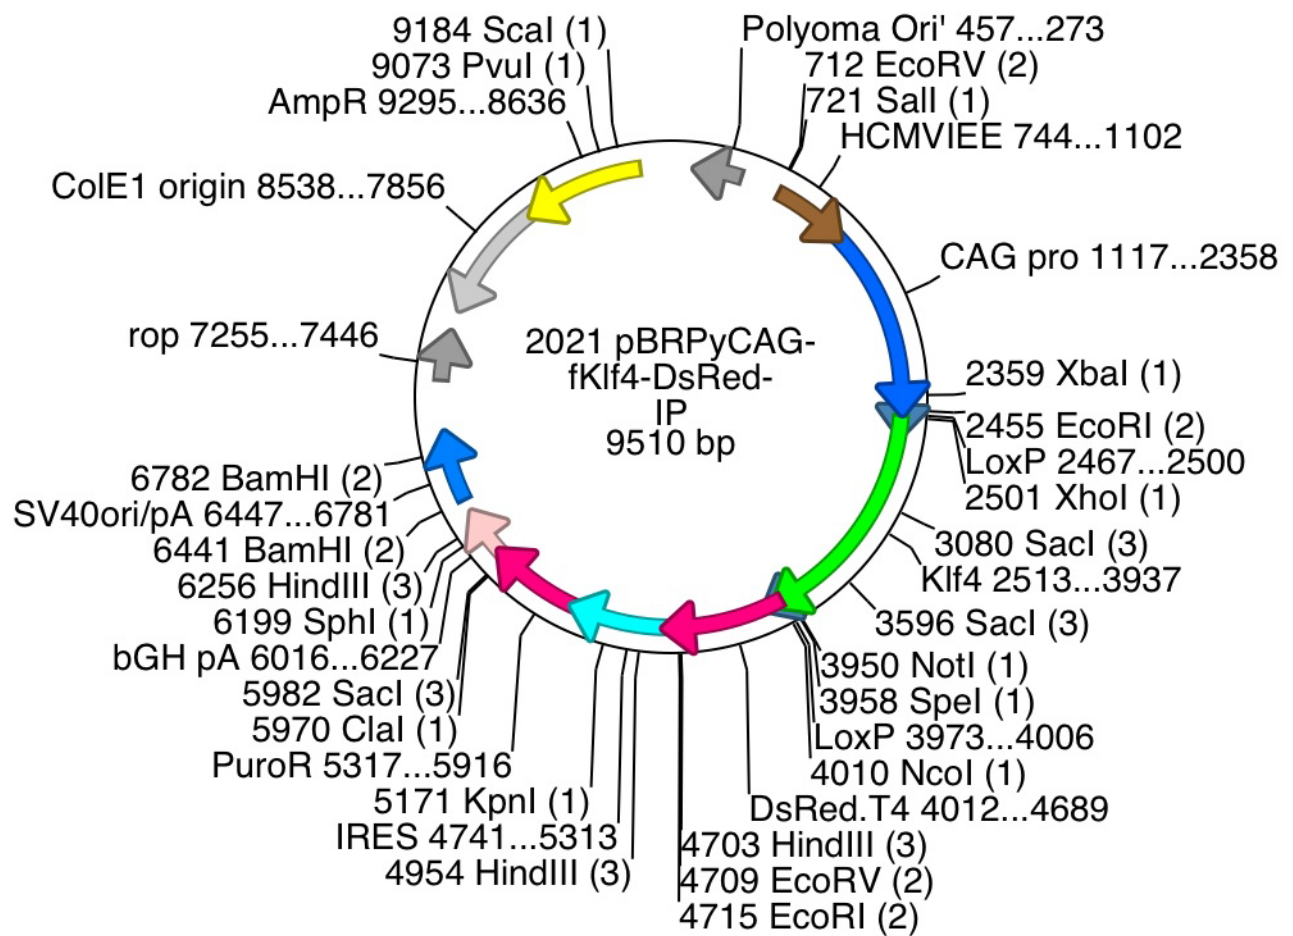 9184 ScaI (1)
9073 PvuI (1)
AmpR 9295...8636
ColE1 origin 8538...7856
rop 7255...7446
Polyoma Ori' 457...273
712 EcoRV (2)
721 SalI (1)
HCMVIEE 744...1102
CAG pro 1117...2358
2359 XbaI (1)
2455 EcoRI (2)
LoxP 2467...2500
2501 XhoI (1)
3080 SacI (3)
Klf4 2513...3937
3596 SacI (3)
3950 NotI (1)
3958 SpeI (1)
LoxP 3973...4006
4010 NcoI (1)
DsRed.T4 4012...4689
4703 HindIII (3)
4709 EcoRV (2)
4715 EcoRI (2)
2021 pBRPyCAG-
fKlf4-DsRed-
IP
9510 bp
6782 BamHI (2)
SV40ori/pA 6447...6781
6441 BamHI (2)
6256 HindIII (3)
6199 SphI (1)
bGH pA 6016...6227
5982 SacI (3)
5970 ClaI (1)
PuroR 5317...5916
5171 KpnI (1)
IRES 4741...5313
4954 HindIII (3)